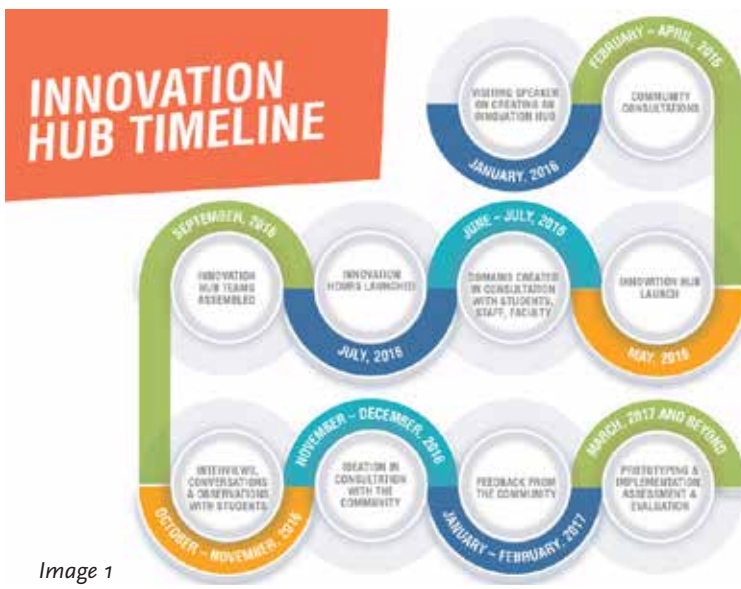 INNOVATION
HUB TIMELINE
VISITING SPEAKER
ON CREATING AN
INNOVATION HUB
JANUARY, 2016
FEBRUARY – APRIL, 2016
COMMUNITY
CONSULTATIONS
MAY, 2016
INNOVATION HUB
LAUNCH
JUNE – JULY, 2016
DOMAINS CREATED
IN CONSULTATION
WITH STUDENTS,
STAFF, FACULTY
JULY, 2016
INNOVATION
HOURS LAUNCHED
SEPTEMBER, 2016
INNOVATION
HUB TEAMS
ASSEMBLED
OCTOBER – NOVEMBER, 2016
INTERVIEWS,
CONVERSATIONS
& OBSERVATIONS
WITH STUDENTS
NOVEMBER – DECEMBER, 2016
IDEATION IN
CONSULTATION
WITH THE
COMMUNITY
JANUARY – FEBRUARY, 2017
FEEDBACK FROM
THE COMMUNITY
MARCH, 2017 AND BEYOND
PROTOTYPING &
IMPLEMENTATION
ASSESSMENT &
EVALUATION
Image 1